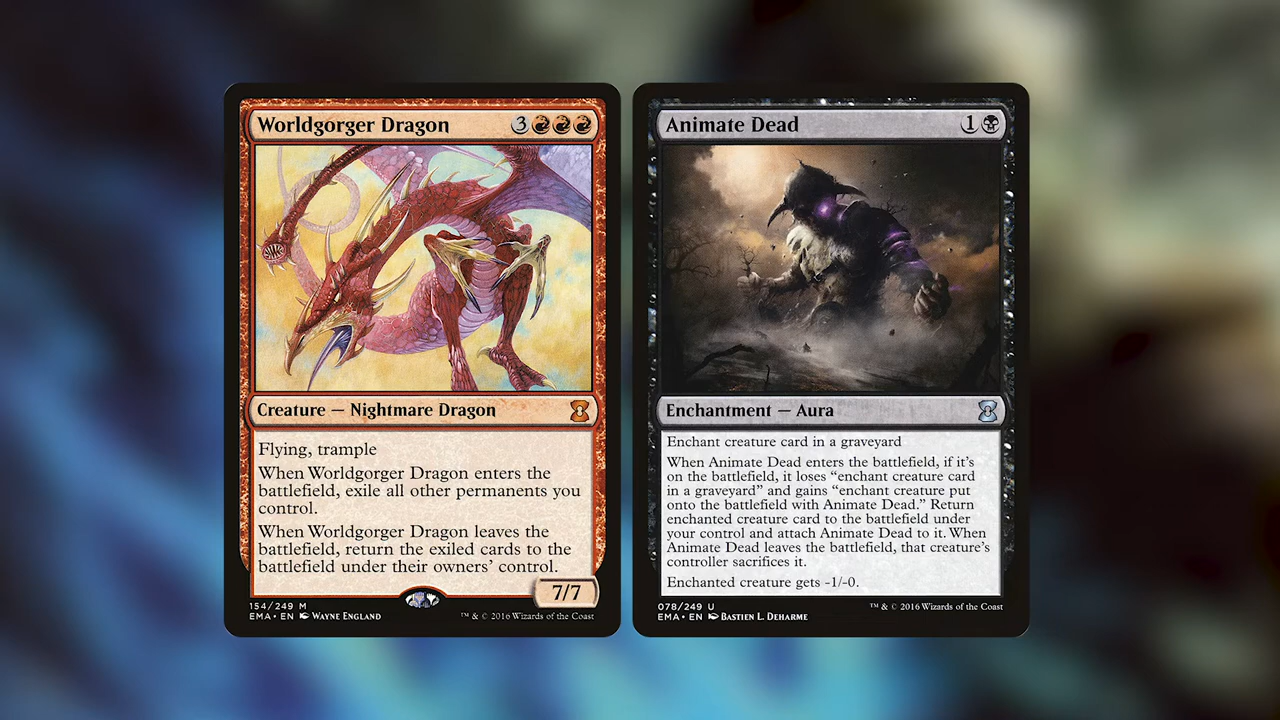 Worldgorger Dragon 3
Creature — Nightmare Dragon
Flying, trample
When Worldgorger Dragon enters the
battlefield, exile all other permanents you
control.
When Worldgorger Dragon leaves the
battlefield, return the exiled cards to the
battlefield under their owners’ control.
7/7
154/249 M
EMA • EN Wayne England
™ & © 2016 Wizards of the Coast
Animate Dead 1
Enchantment — Aura
Enchant creature card in a graveyard
When Animate Dead enters the battlefield, if it’s
on the battlefield, it loses “enchant creature card
in a graveyard” and gains “enchant creature put
onto the battlefield with Animate Dead.” Return
enchanted creature card to the battlefield under
your control and attach Animate Dead to it. When
Animate Dead leaves the battlefield, that creature’s
controller sacrifices it.
Enchanted creature gets -1/-0.
078/249 U
EMA • EN Bastien L. Deharme
™ & © 2016 Wizards of the Coast